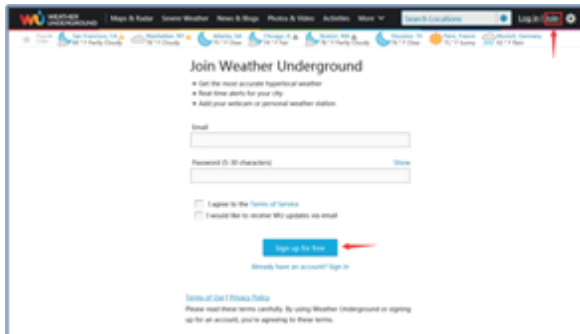 WEATHER UNDERGROUND Maps & Radar Severe Weather News & Blogs Photos & Video Activities More Search Locations Log In | Join
San Francisco, CA Manhattan, NY Atlanta, GA Chicago, IL Boston, MA Houston, TX Paris, France Munich, Germany
Partly Cloudy Partly Cloudy Clear Fair Partly Cloudy Sunny Rain
Join Weather Underground
Get the most accurate hyperlocal weather
Real-time alerts for your city
Add your webcam or personal weather station
Email
Password (5-30 characters) Show
I agree to the Terms of Service
I would like to receive WU updates via email
Sign up for free
Already have an account? Sign in
Terms of Use | Privacy Policy
Please read these terms carefully. By using Weather Underground or signing
up for an account, you're agreeing to these terms.